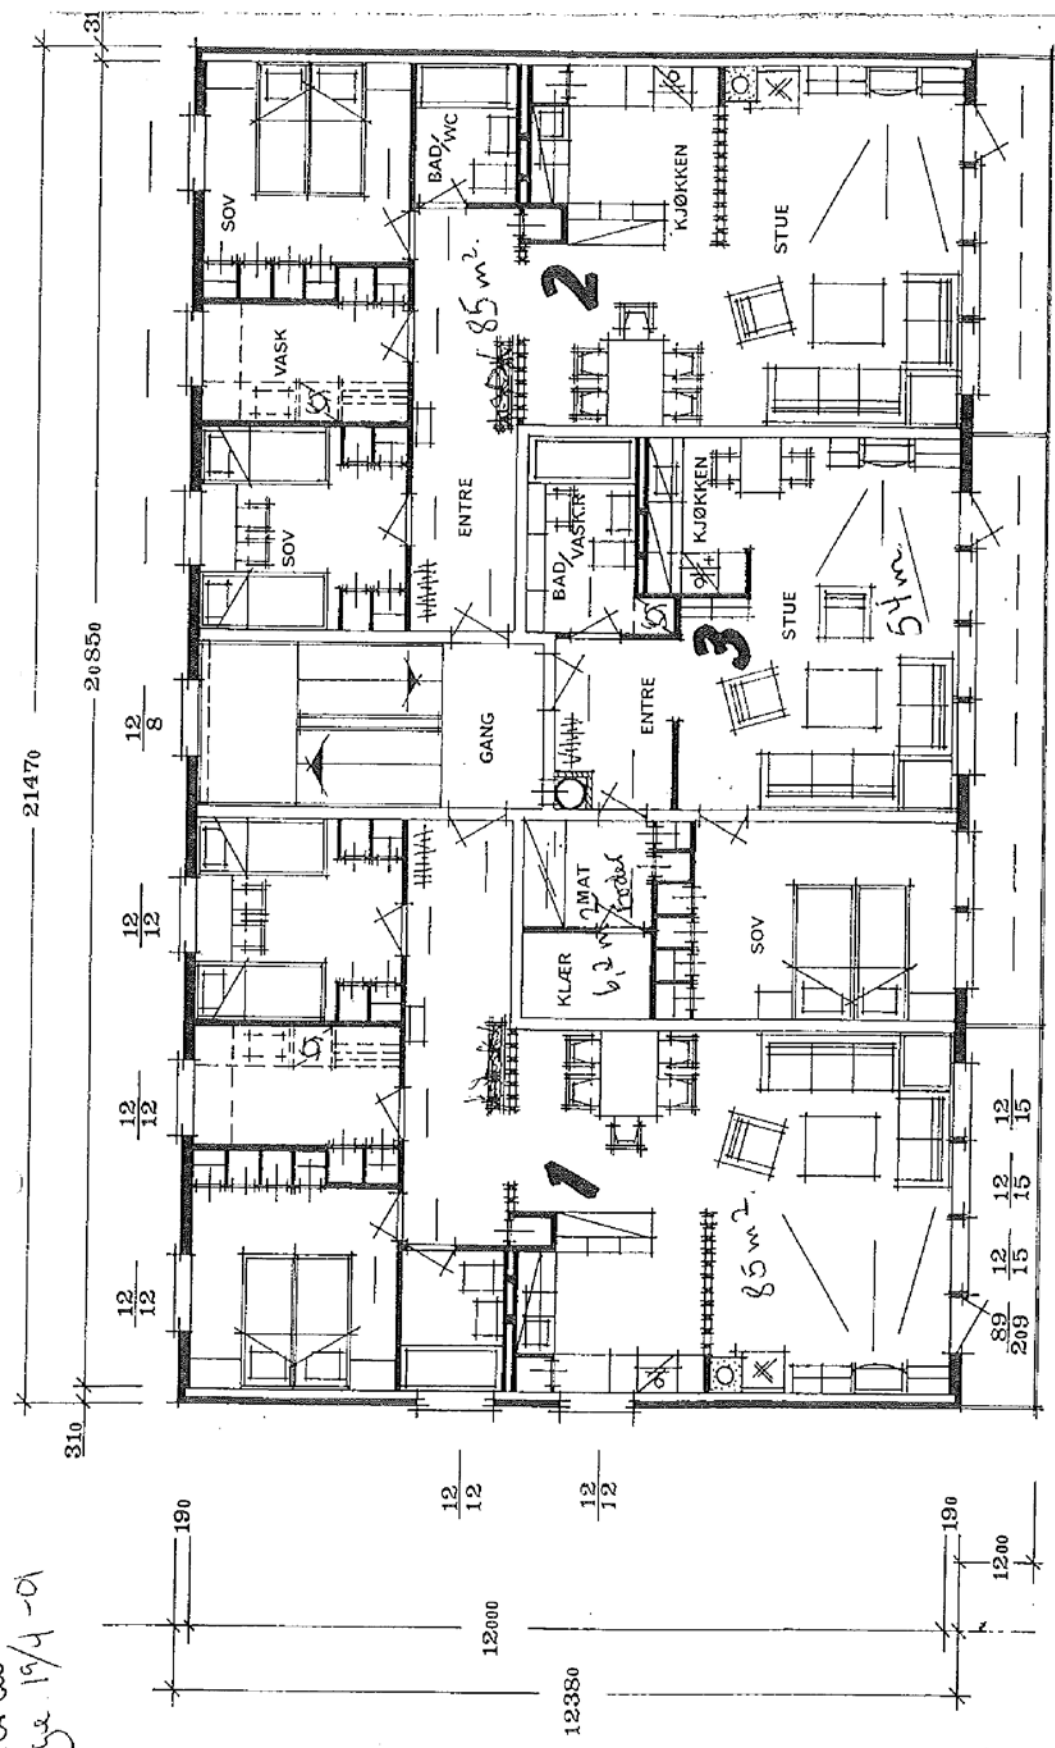 21470
20850
310
31
12/12
12/12
12/12
12/8
SOV
VASK
SOV
BAD/WC
ENTRE
85 m².
2
KJØKKEN
STUE
GANG
BAD/VASK.R
KJØKKEN
ENTRE
3
STUE
54 m
MAT
boder
KLÆR
6,2 m²
SOV
1
85 m².
89/209
12/15
12/15
12/15
12/12
12/12
190
12000
190
1200
12380
19/4 -01